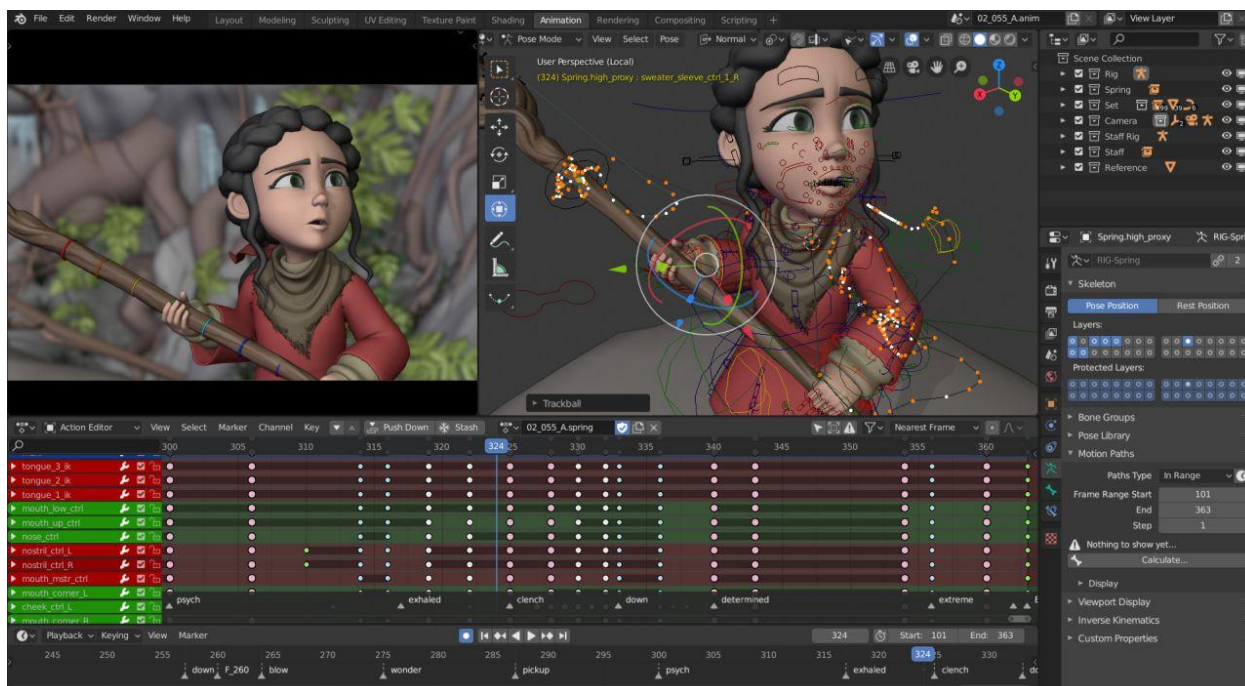 File Edit Render Window Help Layout Modeling Sculpting UV Editing Texture Paint Shading Animation Rendering Compositing Scripting + 02_055_A.anim View Layer
Pose Mode View Select Pose Normal
User Perspective (Local)
(324) Spring.high_proxy : sweater_sleeve_ctrl_1_R
Z
X
Y
Trackball
Scene Collection
Rig
Spring
Set
Camera
Staff Rig
Staff
Reference
Spring.high_proxy RIG-Spri
RIG-Spring 2
Skeleton
Pose Position Rest Position
Layers:
Protected Layers:
Bone Groups
Pose Library
Motion Paths
Paths Type In Range
Frame Range Start 101
End 363
Step 1
Nothing to show yet...
Calculate...
Display
Viewport Display
Inverse Kinematics
Custom Properties
Action Editor View Select Marker Channel Key Push Down Stash 02_055_A.spring Nearest Frame
300 305 310 315 320 324 325 330 335 340 345 350 355 360
tongue_3_ik
tongue_2_ik
tongue_1_ik
mouth_low_ctrl
mouth_up_ctrl
nose_ctrl
nostril_ctrl_L
nostril_ctrl_R
mouth_mstr_ctrl
mouth_corner_L
cheek_ctrl_L
mouth_corner_R
psych exhaled clench down determined extreme
Playback Keying View Marker 324 Start: 101 End: 363
245 250 255 260 265 270 275 280 285 290 295 300 305 310 315 320 324 330
down F_260 blow wonder pickup psych exhaled clench